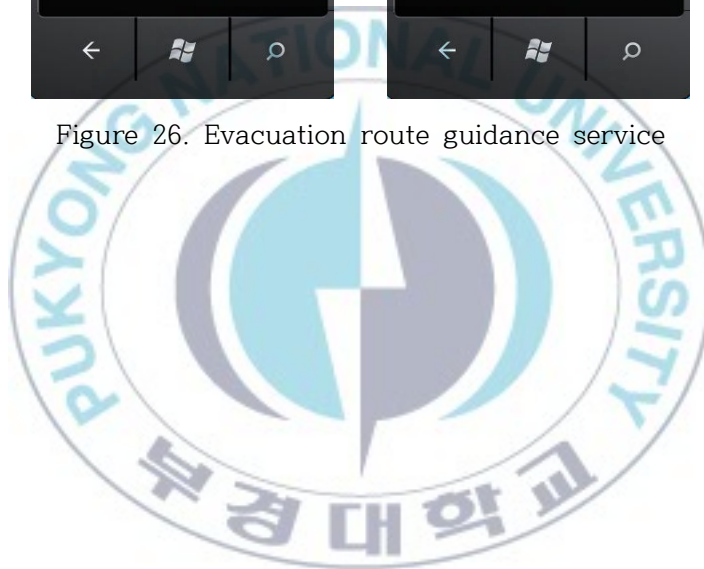 Figure 26. Evacuation route guidance service
PUKYONG NATIONAL UNIVERSITY
부경대학교